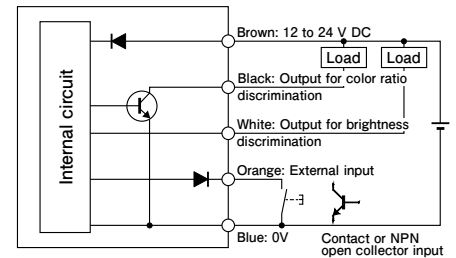 Brown: 12 to 24 V DC
Load
Load
Black: Output for color ratio
discrimination
White: Output for brightness
discrimination
Internal circuit
Orange: External input
Blue: 0V
Contact or NPN
open collector input